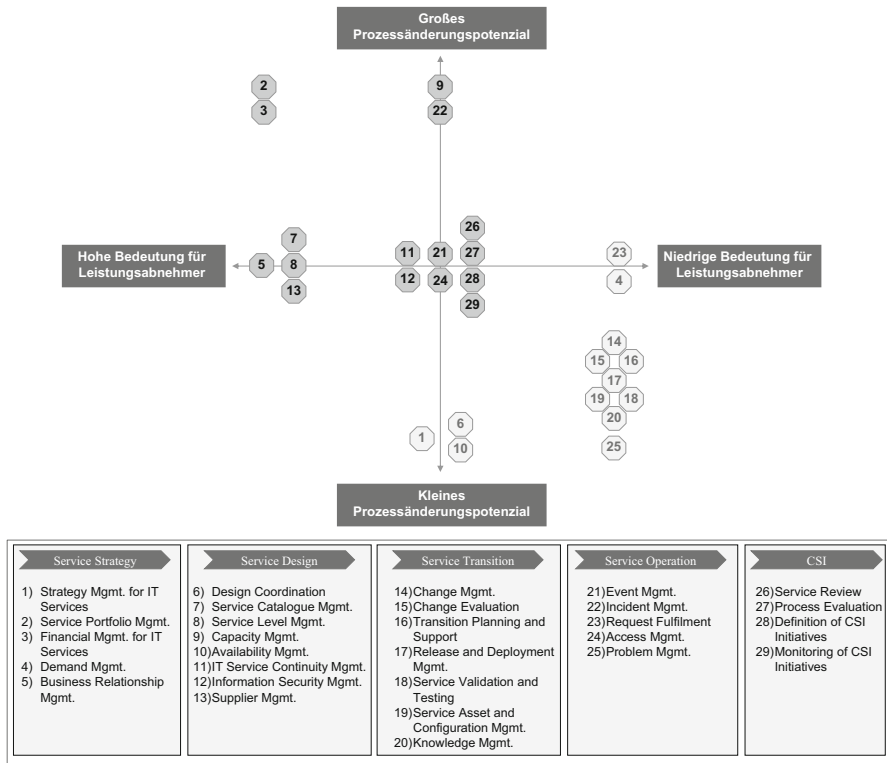 Großes
Prozessänderungspotenzial
2
9
3
22
26
7
11
21
27
23
Hohe Bedeutung für
Leistungsabnehmer
5
8
Niedrige Bedeutung für
Leistungsabnehmer
12
24
28
4
13
29
14
15
16
17
19
18
20
1
6
10
25
Kleines
Prozessänderungspotenzial
Service Strategy
1) Strategy Mgmt. for IT
Services
2) Service Portfolio Mgmt.
3) Financial Mgmt. for IT
Services
4) Demand Mgmt.
5) Business Relationship
Mgmt.
Service Design
6) Design Coordination
7) Service Catalogue Mgmt.
8) Service Level Mgmt.
9) Capacity Mgmt.
10)Availability Mgmt.
11)IT Service Continuity Mgmt.
12)Information Security Mgmt.
13)Supplier Mgmt.
Service Transition
14)Change Mgmt.
15)Change Evaluation
16)Transition Planning and
Support
17)Release and Deployment
Mgmt.
18)Service Validation and
Testing
19)Service Asset and
Configuration Mgmt.
20)Knowledge Mgmt.
Service Operation
21)Event Mgmt.
22)Incident Mgmt.
23)Request Fulfilment
24)Access Mgmt.
25)Problem Mgmt.
CSI
26)Service Review
27)Process Evaluation
28)Definition of CSI
Initiatives
29)Monitoring of CSI
Initiatives